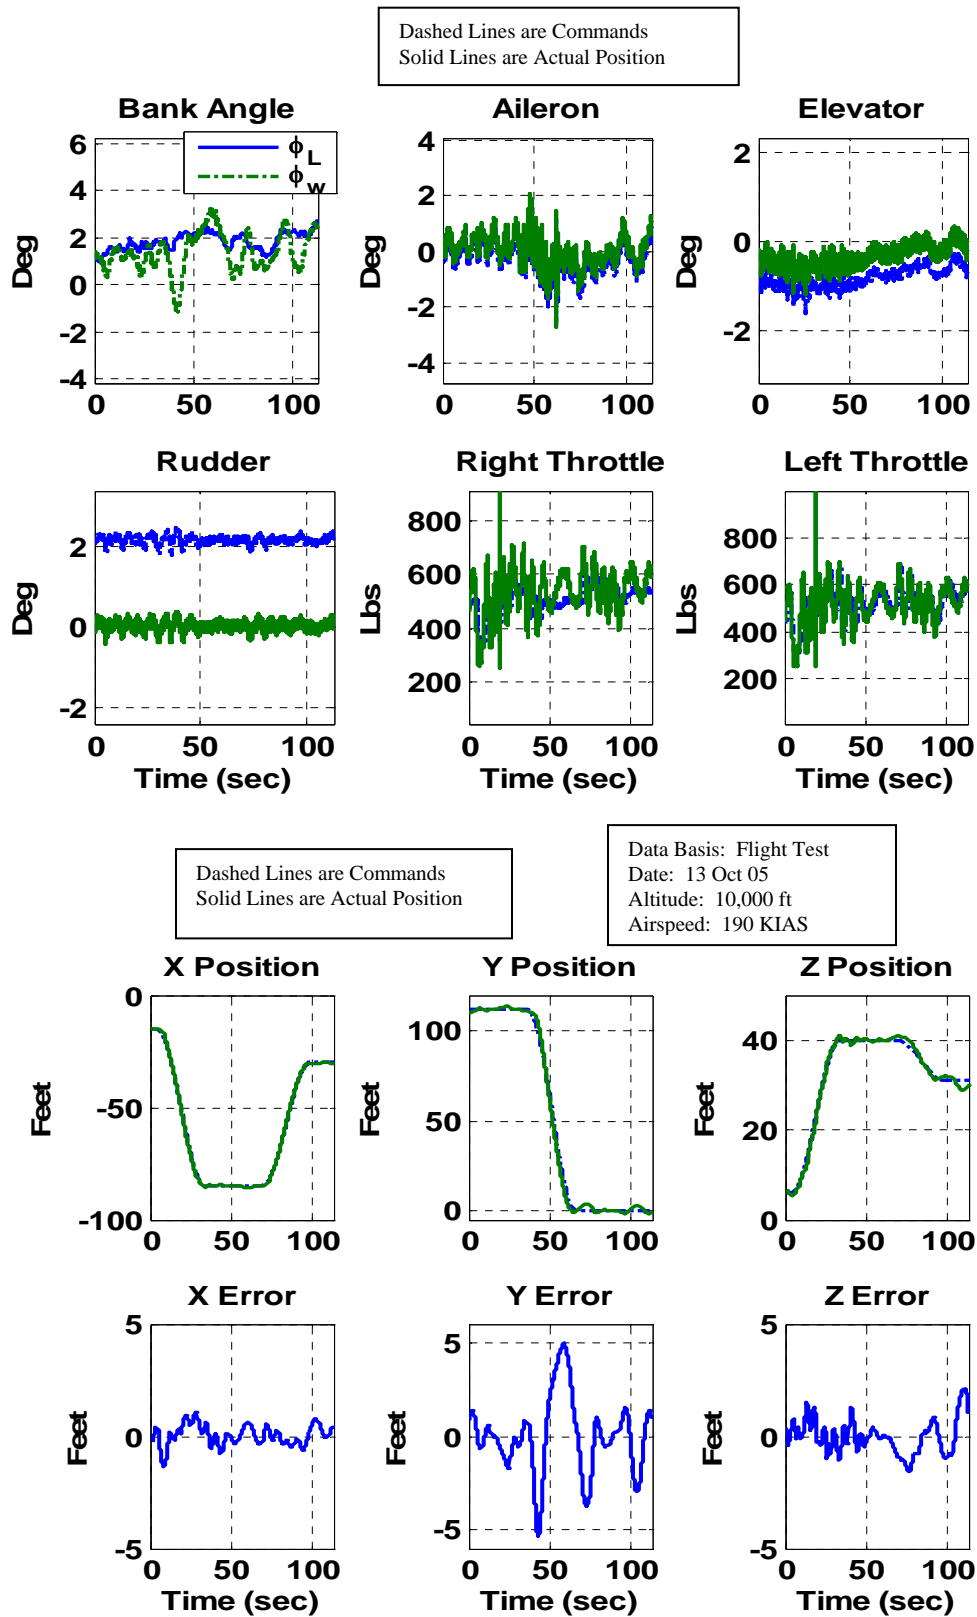 Dashed Lines are Commands
Solid Lines are Actual Position
Bank Angle
Aileron
Elevator
6
4
2
0
-2
-4
Deg
ϕL
ϕw
0
50
100
4
2
0
-2
-4
Deg
0
50
100
2
0
-2
Deg
0
50
100
Rudder
Right Throttle
Left Throttle
2
0
-2
Deg
0
50
100
Time (sec)
800
600
400
200
Lbs
0
50
100
Time (sec)
800
600
400
200
Lbs
0
50
100
Time (sec)
Dashed Lines are Commands
Solid Lines are Actual Position
Data Basis: Flight Test
Date: 13 Oct 05
Altitude: 10,000 ft
Airspeed: 190 KIAS
X Position
Y Position
Z Position
0
-50
-100
Feet
0
50
100
100
50
0
Feet
0
50
100
40
20
0
Feet
0
50
100
X Error
Y Error
Z Error
5
0
-5
Feet
0
50
100
Time (sec)
5
0
-5
Feet
0
50
100
Time (sec)
5
0
-5
Feet
0
50
100
Time (sec)